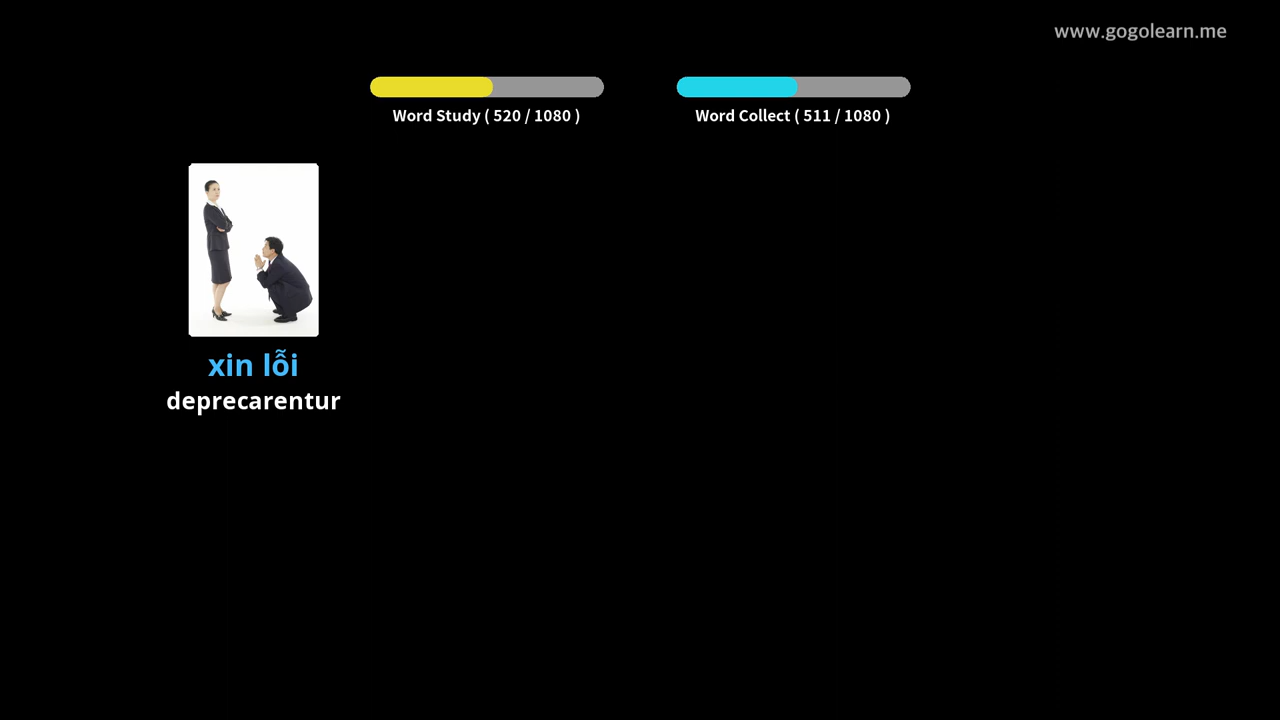 www.gogolearn.me
Word Study ( 520 / 1080 )
Word Collect ( 511 / 1080 )
xin lỗi
deprecarentur